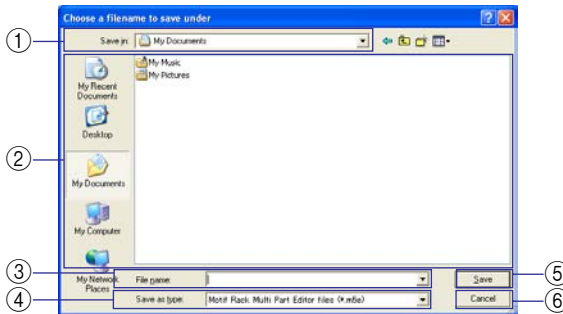 Choose a filename to save under
① Save in: My Documents
My Recent Documents
Desktop
② My Documents
My Computer
My Network Places
My Music
My Pictures
③ File name:
④ Save as type: Motif Rack Multi Part Editor files (*.m6e)
Save ⑤
Cancel ⑥